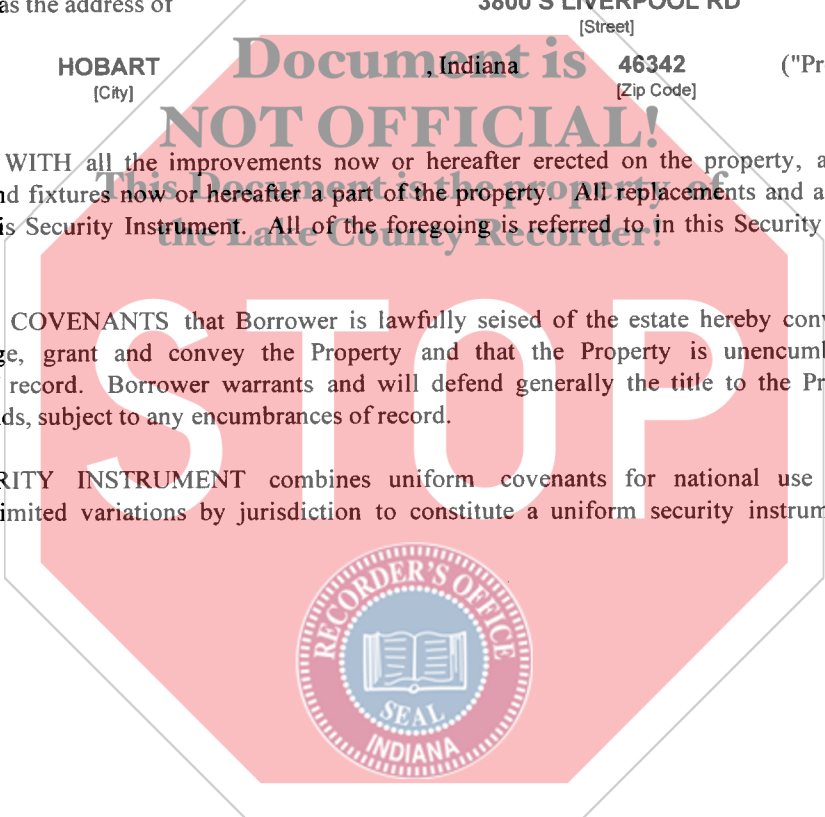 as the address of 3800 S LIVERPOOL RD
[Street]
HOBART , Indiana 46342 ("Pr
[City] [Zip Code]
Document is
NOT OFFICIAL!
This Document is the property of
the Lake County Recorder!
WITH all the improvements now or hereafter erected on the property, a
nd fixtures now or hereafter a part of the property. All replacements and a
is Security Instrument. All of the foregoing is referred to in this Security
COVENANTS that Borrower is lawfully seised of the estate hereby conv
ge, grant and convey the Property and that the Property is unencumb
record. Borrower warrants and will defend generally the title to the Pr
ds, subject to any encumbrances of record.
STOP
RITY INSTRUMENT combines uniform covenants for national use
imited variations by jurisdiction to constitute a uniform security instrum
RECORDER'S OFFICE
SEAL
INDIANA